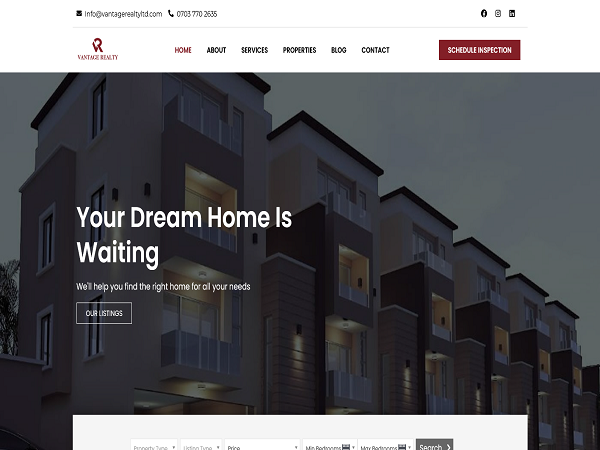 info@vantagerealtyltd.com 0703 770 2635
VANTAGE REALTY
HOME ABOUT SERVICES PROPERTIES BLOG CONTACT
SCHEDULE INSPECTION
Your Dream Home Is
Waiting
We'll help you find the right home for all your needs
OUR LISTINGS
Property Type Listing Type Price Min Bedrooms Max Bedrooms Search